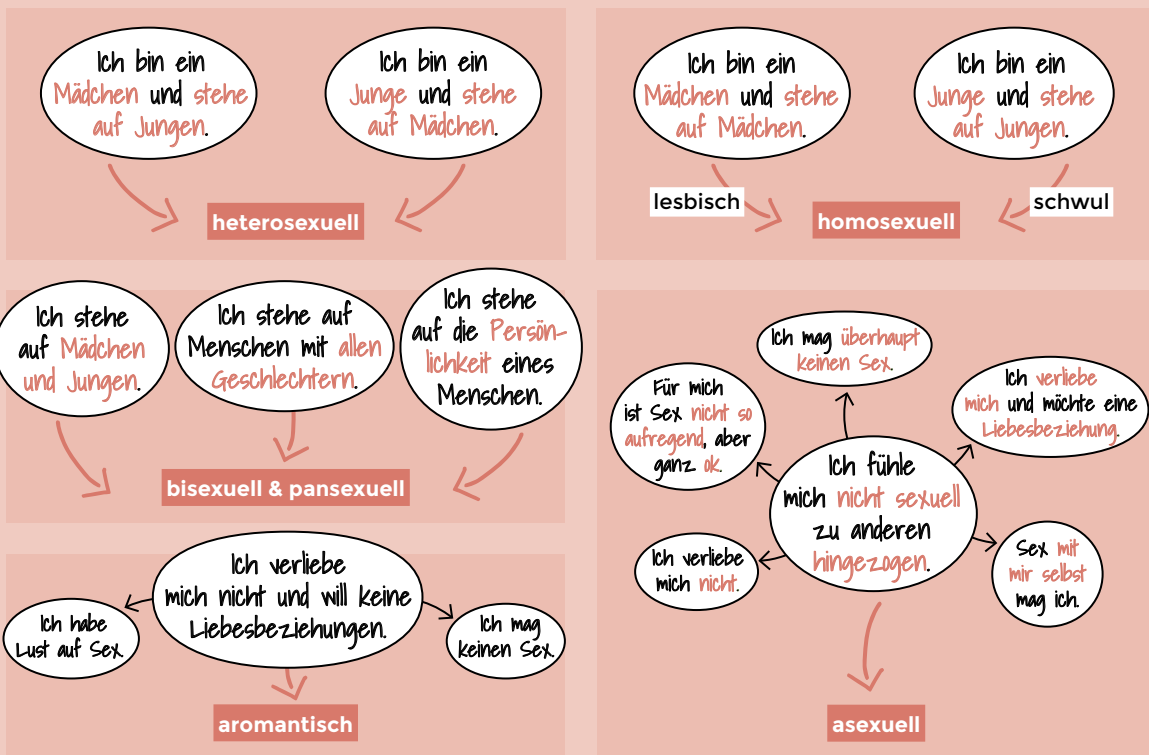 Ich bin ein
Mädchen und stehe
auf Jungen.
Ich bin ein
Junge und stehe
auf Mädchen.
heterosexuell
Ich bin ein
Mädchen und stehe
auf Mädchen.
Ich bin ein
Junge und stehe
auf Jungen.
lesbisch
schwul
homosexuell
Ich stehe
auf Mädchen
und Jungen.
Ich stehe auf
Menschen mit allen
Geschlechtern.
Ich stehe
auf die Persön-
lichkeit eines
Menschen.
bisexuell & pansexuell
Ich verliebe
mich nicht und will keine
Liebesbeziehungen.
Ich habe
Lust auf Sex.
Ich mag
keinen Sex.
aromantisch
Ich mag überhaupt
keinen Sex.
Für mich
ist Sex nicht so
aufregend, aber
ganz ok.
Ich verliebe
mich und möchte eine
Liebesbeziehung.
Ich fühle
mich nicht sexuell
zu anderen
hingezogen.
Ich verliebe
mich nicht.
Sex mit
mir selbst
mag ich.
asexuell